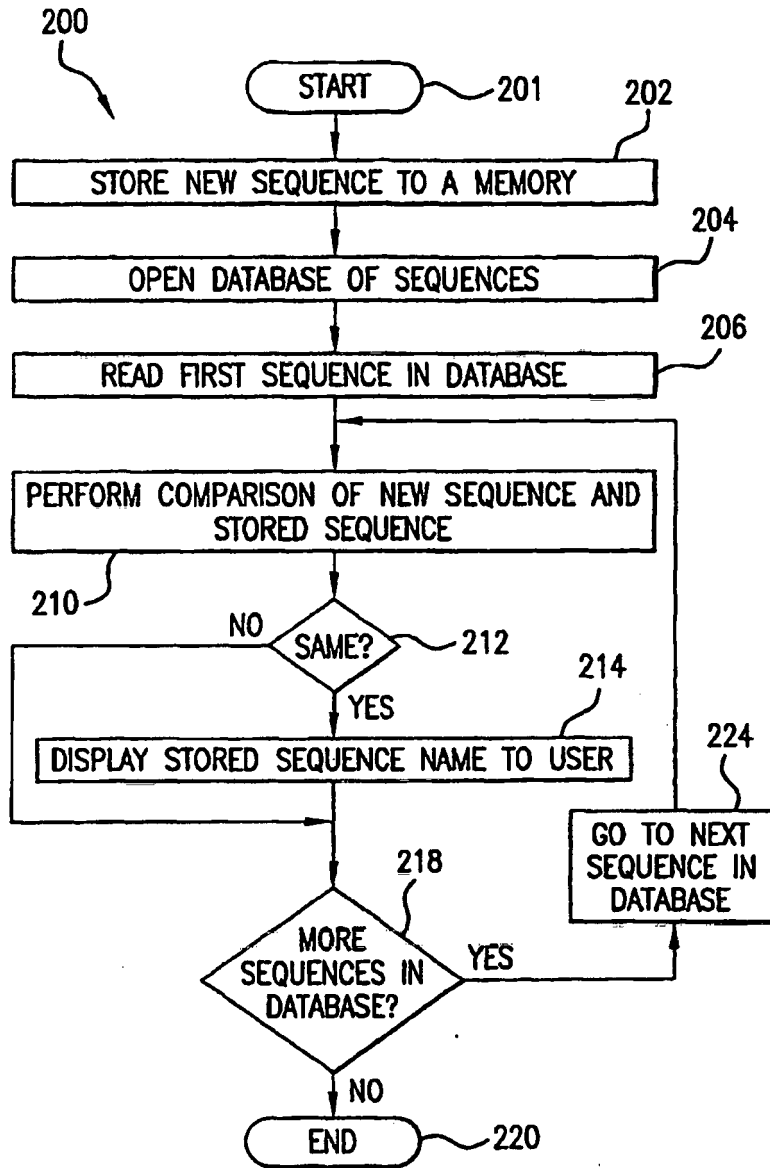 200
START
201
202
STORE NEW SEQUENCE TO A MEMORY
204
OPEN DATABASE OF SEQUENCES
206
READ FIRST SEQUENCE IN DATABASE
PERFORM COMPARISON OF NEW SEQUENCE AND
STORED SEQUENCE
210
NO
SAME?
212
YES
214
DISPLAY STORED SEQUENCE NAME TO USER
224
GO TO NEXT
SEQUENCE IN
DATABASE
218
MORE
SEQUENCES IN
DATABASE?
YES
NO
END
220